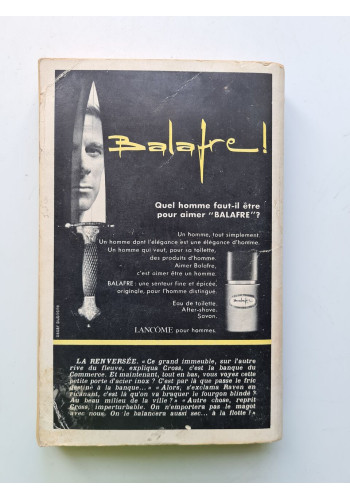 Balafre!
Quel homme faut-il être
pour aimer "BALAFRE"?
Un homme, tout simplement.
Un homme dont l'élégance est une élégance d'homme.
Un homme qui veut, pour sa toilette,
des produits d'homme.
Aimer Balafre,
c'est aimer être un homme.
BALAFRE: une senteur fine et épicée,
originale, pour l'homme distingué.
Eau de toilette.
After-shave.
Savon.
Balafre!
LANCOME pour hommes.
LA RENVERSÉE. « Ce grand immeuble, sur l'autre
rive du fleuve, expliqua Cross, c'est la banque du
Commerce. Et maintenant, tout en bas, vous voyez cette
petite porte d'acier inox ? C'est par là que passe le fric
destiné à la banque... » « Alors, s'exclama Raven en
c'est là qu'on va braquer le fourgon blindé ?
Au beau milieu de la ville ? » « Autre chose, reprit
Cross, imperturbable. On n'emportera pas le magot
avec nous. On le balancera aussi sec... à la flotte ! »